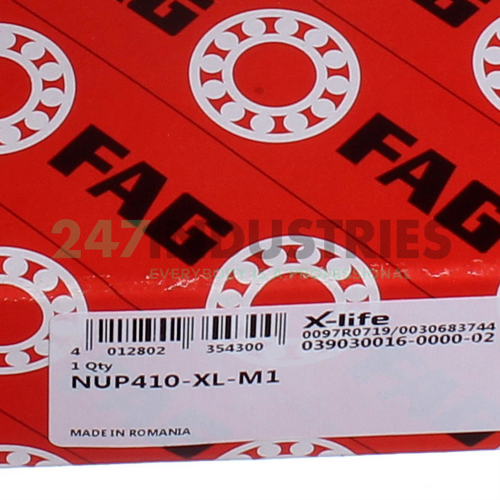 FAG
FAG
FAG
247INDUSTRIES
X-life
0097R0719/0030683744
039030016-0000-02
4 012802 354300
1 Qty
NUP410-XL-M1
MADE IN ROMANIA